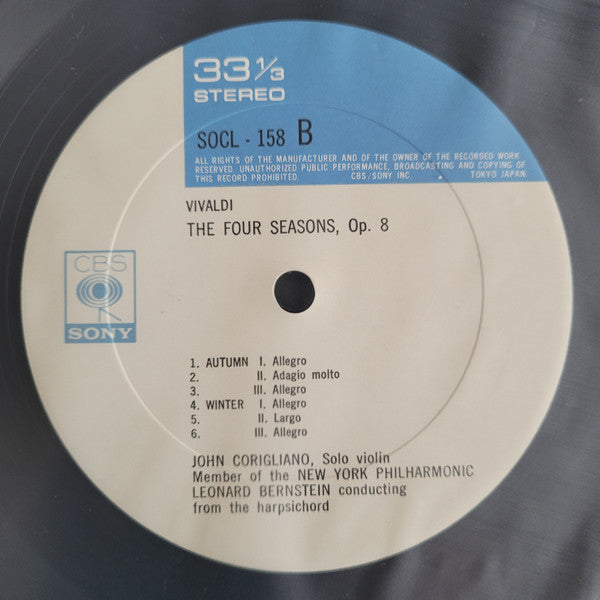 33 1/3
STEREO
SOCL - 158 B
ALL RIGHTS OF THE MANUFACTURER AND OF THE OWNER OF THE RECORDED WORK
RESERVED. UNAUTHORIZED PUBLIC PERFORMANCE, BROADCASTING AND COPYING OF
THIS RECORD PROHIBITED. CBS/SONY INC. TOKYO JAPAN.
VIVALDI
THE FOUR SEASONS, Op. 8
CBS
SONY
1. AUTUMN I. Allegro
2. II. Adagio molto
3. III. Allegro
4. WINTER I. Allegro
5. II. Largo
6. III. Allegro
JOHN CORIGLIANO, Solo violin
Member of the NEW YORK PHILHARMONIC
LEONARD BERNSTEIN conducting
from the harpsichord